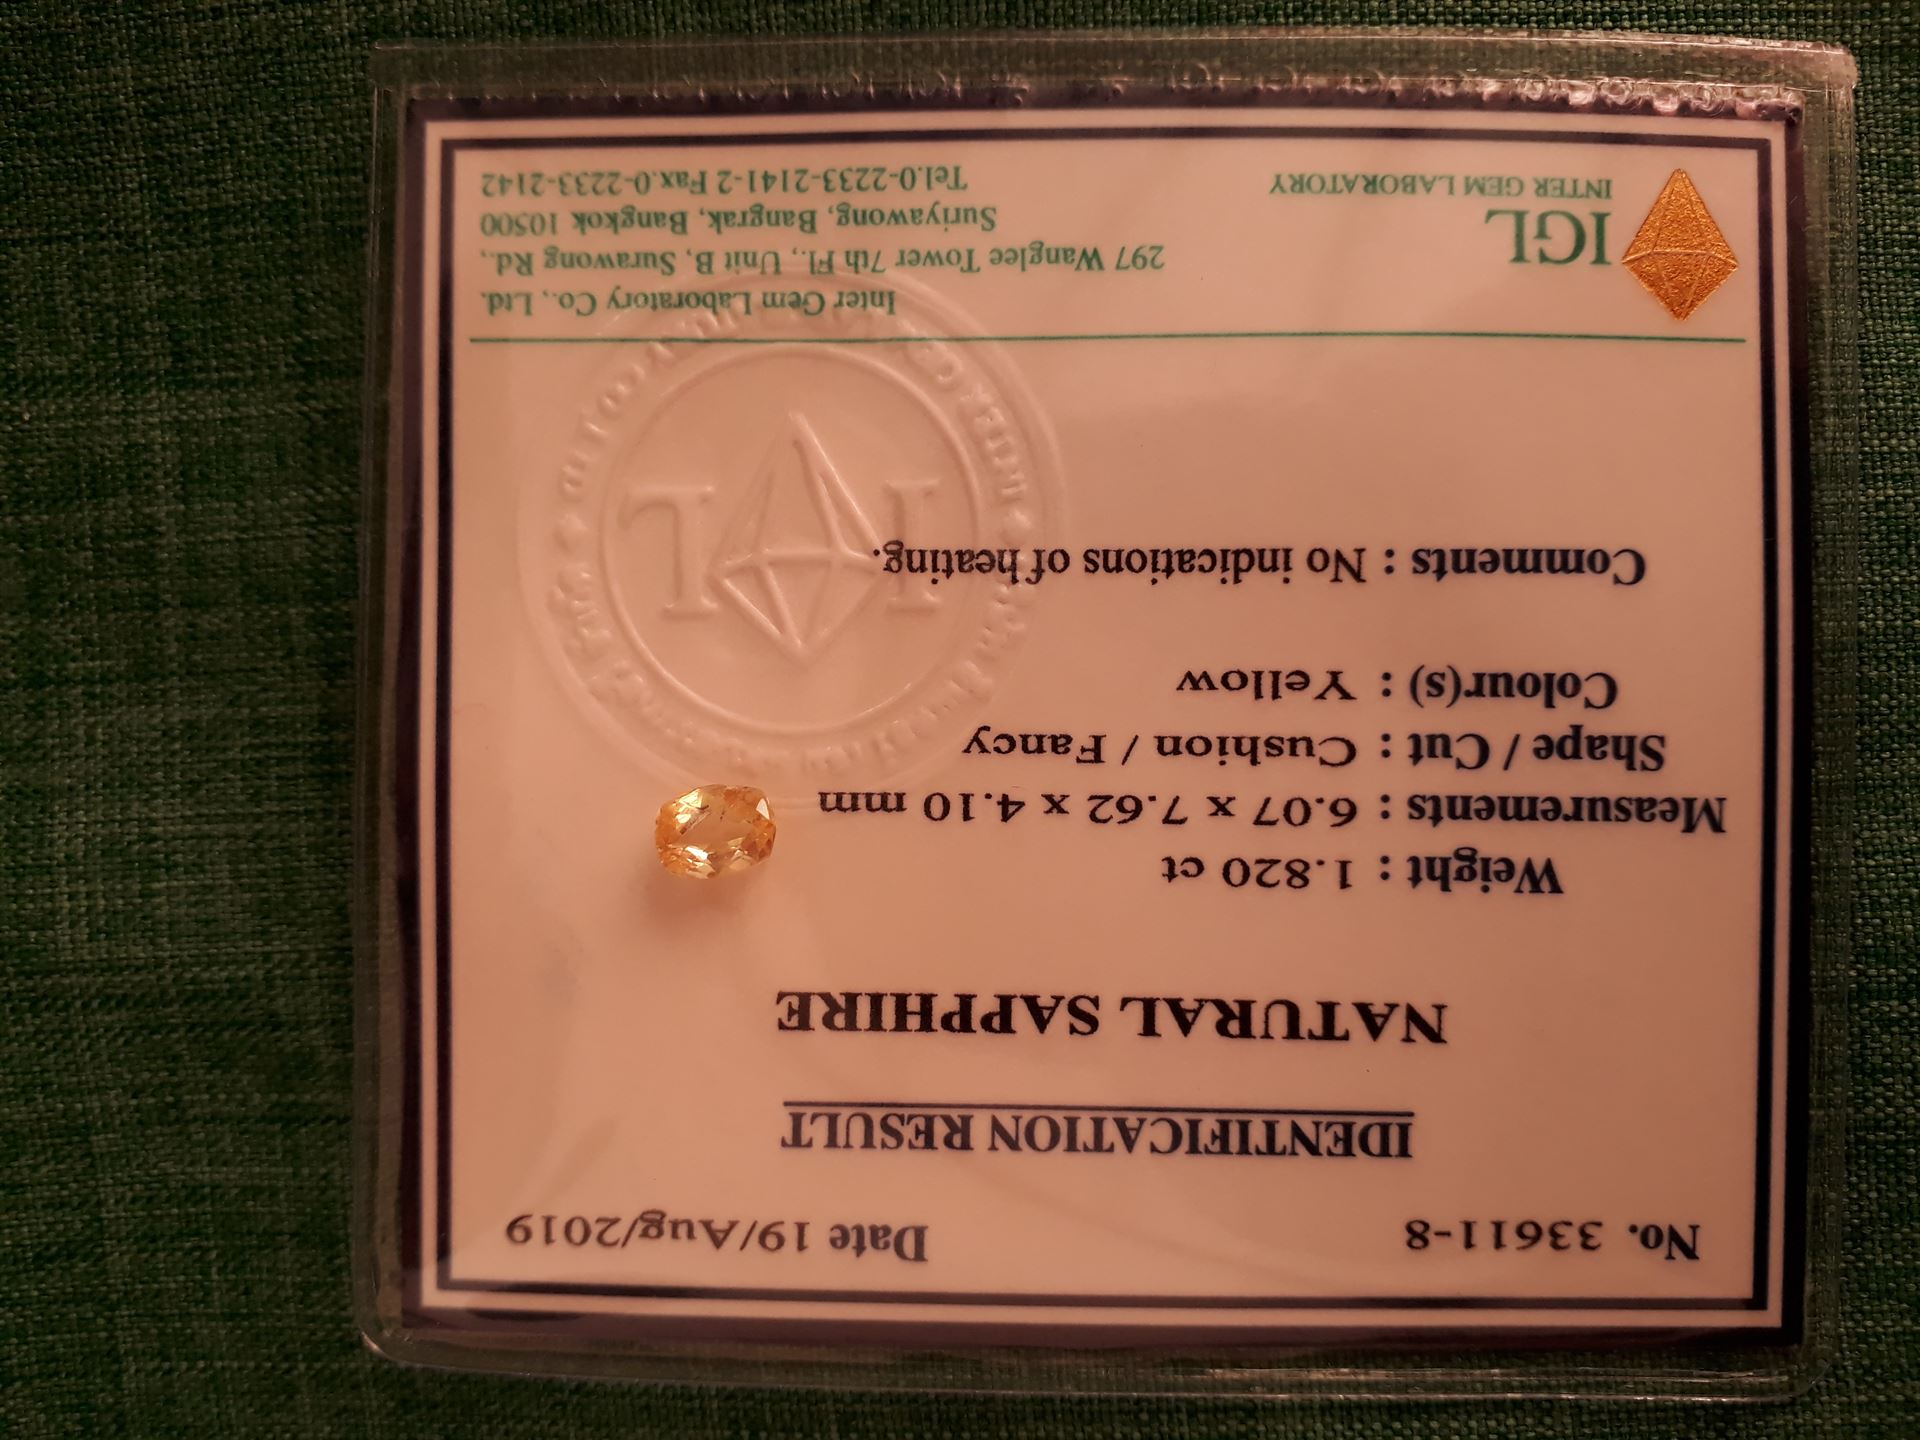 No. 33611-8 Date 19/Aug/2019
IDENTIFICATION RESULT
NATURAL SAPPHIRE
Weight : 1.820 ct
Measurements : 6.07 x 7.62 x 4.10 mm
Shape / Cut : Cushion / Fancy
Colour(s) : Yellow
Comments : No indications of heating.
I L
Inter Gem Laboratory Co., Ltd.
297 Wanglee Tower 7th Fl., Unit B, Surawong Rd.,
Suriyawong, Bangrak, Bangkok 10500
Tel.0-2233-2141-2 Fax.0-2233-2142
IGL
INTER GEM LABORATORY